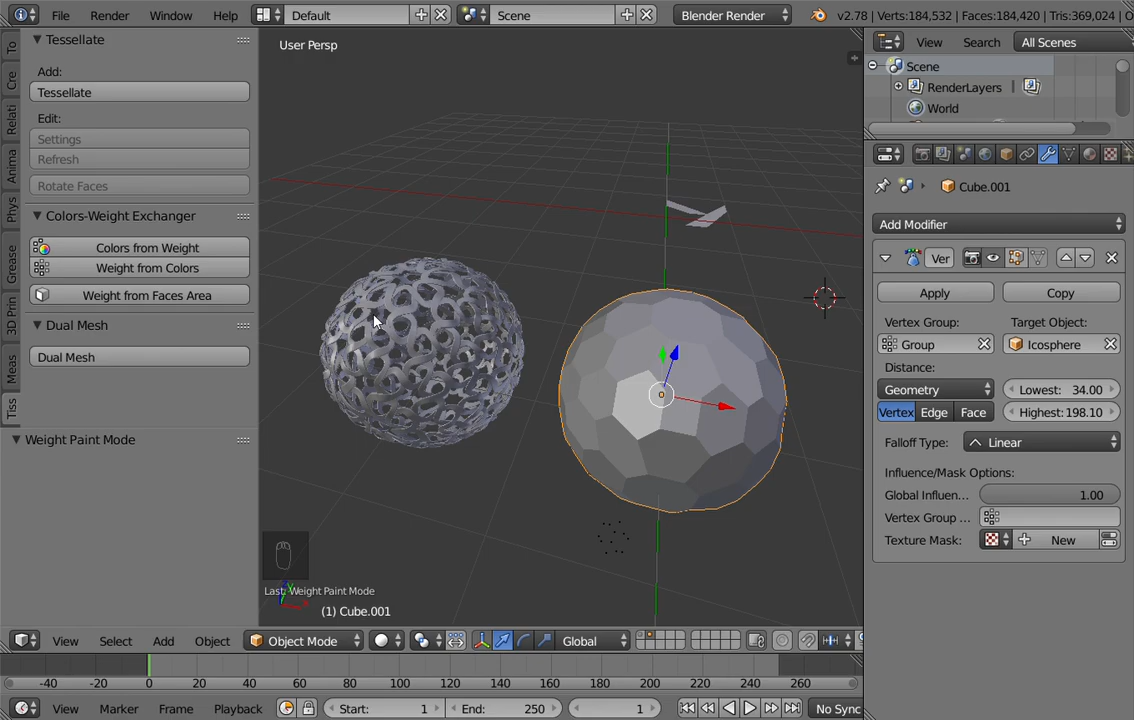 File Render Window Help Default Scene Blender Render v2.78 | Verts:184,532 | Faces:184,420 | Tris:369,024 | O
Tessellate
Add:
Tessellate
Edit:
Settings
Refresh
Rotate Faces
Colors-Weight Exchanger
Colors from Weight
Weight from Colors
Weight from Faces Area
Dual Mesh
Dual Mesh
Weight Paint Mode
To
Cre
Relati
Anima
Phys
Grease
3D Prin
Meas
Tiss
User Persp
Last: Weight Paint Mode
(1) Cube.001
View Search All Scenes
Scene
RenderLayers
World
Cube.001
Add Modifier
Ver
Apply Copy
Vertex Group: Target Object:
Group Icosphere
Distance:
Geometry Lowest: 34.00
Vertex Edge Face Highest: 198.10
Falloff Type: Linear
Influence/Mask Options:
Global Influen... 1.00
Vertex Group ...
Texture Mask: New
View Select Add Object Object Mode Global
-40 -20 0 20 40 60 80 100 120 140 160 180 200 220 240 260
View Marker Frame Playback Start: 1 End: 250 1 No Sync